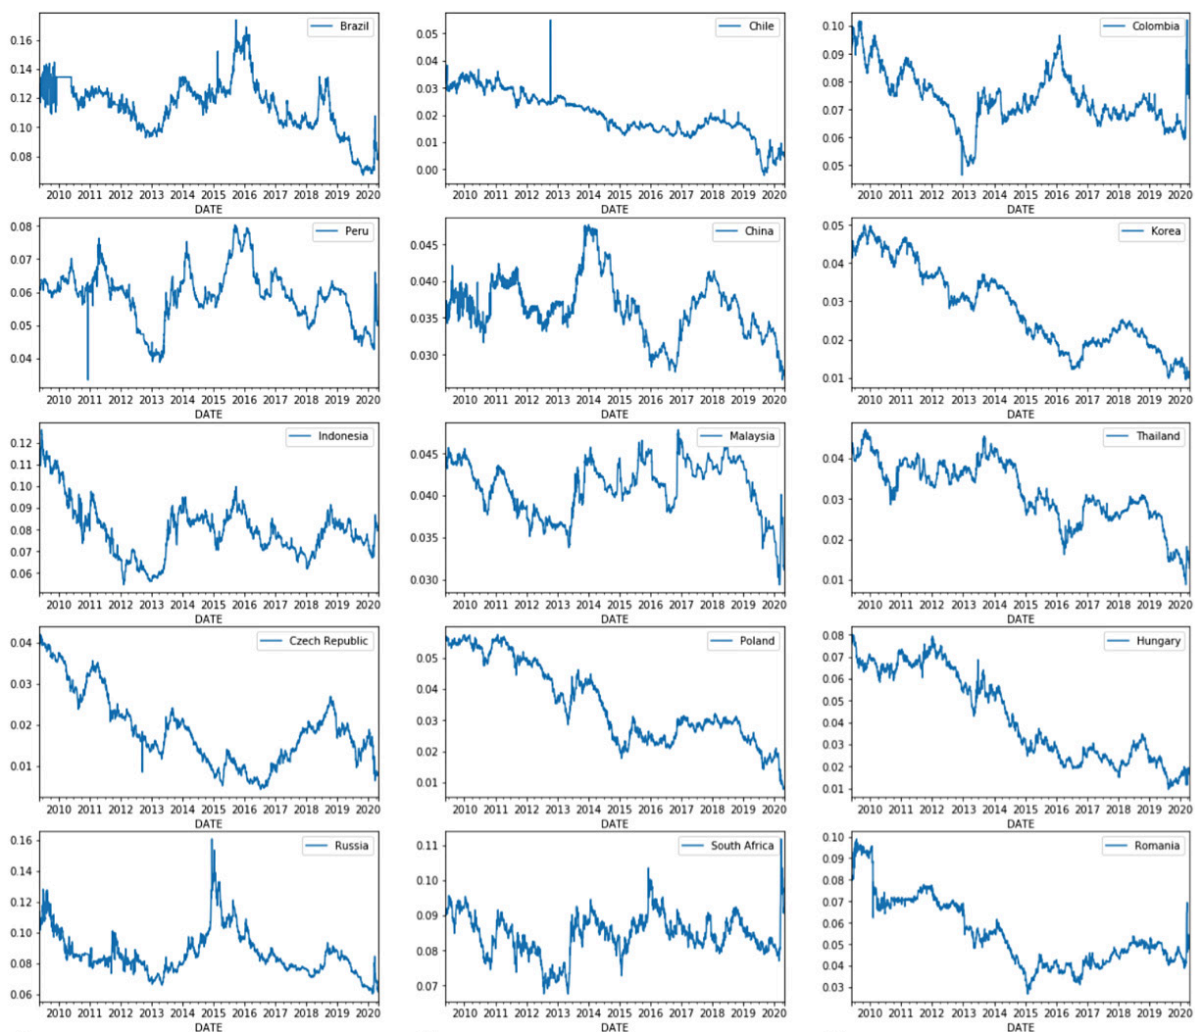 Brazil
0.16
0.14
0.12
0.10
0.08
2010 2011 2012 2013 2014 2015 2016 2017 2018 2019 2020
DATE
Chile
0.05
0.04
0.03
0.02
0.01
0.00
2010 2011 2012 2013 2014 2015 2016 2017 2018 2019 2020
DATE
Colombia
0.10
0.09
0.08
0.07
0.06
0.05
2010 2011 2012 2013 2014 2015 2016 2017 2018 2019 2020
DATE
Peru
0.08
0.07
0.06
0.05
0.04
2010 2011 2012 2013 2014 2015 2016 2017 2018 2019 2020
DATE
China
0.045
0.040
0.035
0.030
2010 2011 2012 2013 2014 2015 2016 2017 2018 2019 2020
DATE
Korea
0.05
0.04
0.03
0.02
0.01
2010 2011 2012 2013 2014 2015 2016 2017 2018 2019 2020
DATE
Indonesia
0.12
0.11
0.10
0.09
0.08
0.07
0.06
2010 2011 2012 2013 2014 2015 2016 2017 2018 2019 2020
DATE
Malaysia
0.045
0.040
0.035
0.030
2010 2011 2012 2013 2014 2015 2016 2017 2018 2019 2020
DATE
Thailand
0.04
0.03
0.02
0.01
2010 2011 2012 2013 2014 2015 2016 2017 2018 2019 2020
DATE
Czech Republic
0.04
0.03
0.02
0.01
2010 2011 2012 2013 2014 2015 2016 2017 2018 2019 2020
DATE
Poland
0.05
0.04
0.03
0.02
0.01
2010 2011 2012 2013 2014 2015 2016 2017 2018 2019 2020
DATE
Hungary
0.08
0.07
0.06
0.05
0.04
0.03
0.02
0.01
2010 2011 2012 2013 2014 2015 2016 2017 2018 2019 2020
DATE
Russia
0.16
0.14
0.12
0.10
0.08
0.06
2010 2011 2012 2013 2014 2015 2016 2017 2018 2019 2020
DATE
South Africa
0.11
0.10
0.09
0.08
0.07
2010 2011 2012 2013 2014 2015 2016 2017 2018 2019 2020
DATE
Romania
0.10
0.09
0.08
0.07
0.06
0.05
0.04
0.03
2010 2011 2012 2013 2014 2015 2016 2017 2018 2019 2020
DATE